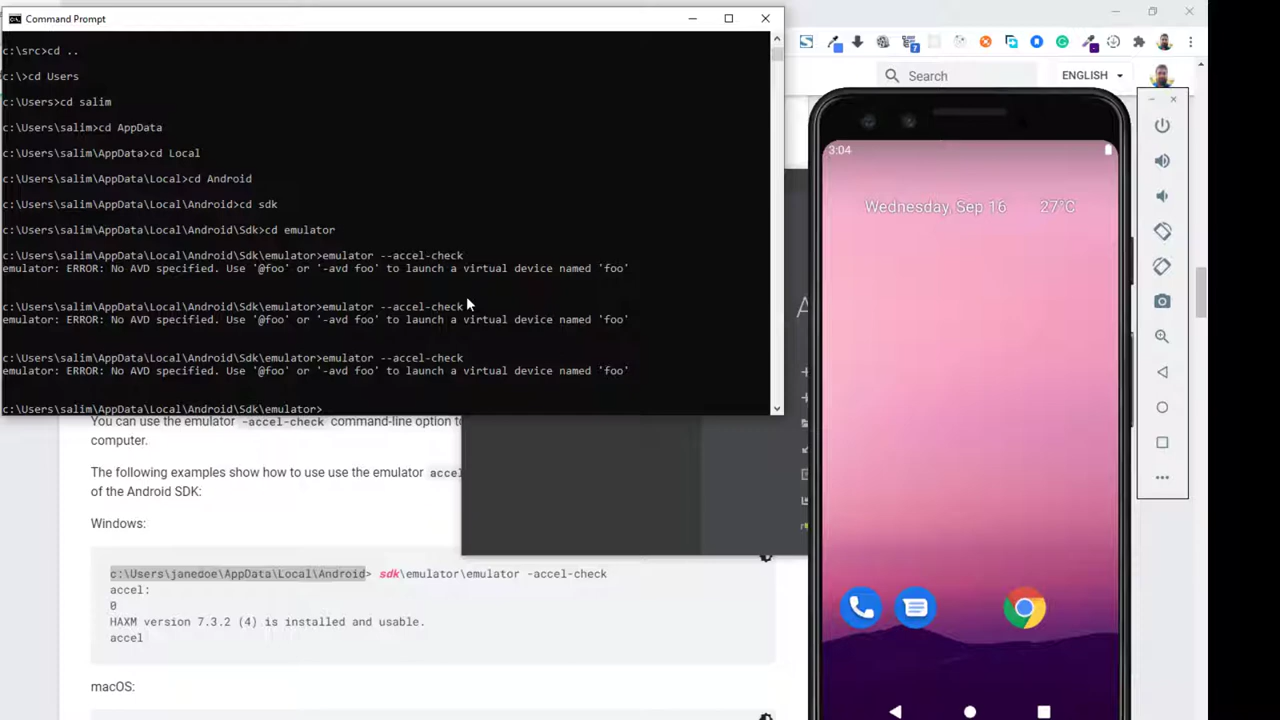 Command Prompt
c:\src>cd ..
c:\>cd Users
c:\Users>cd salim
c:\Users\salim>cd AppData
c:\Users\salim\AppData>cd Local
c:\Users\salim\AppData\Local>cd Android
c:\Users\salim\AppData\Local\Android>cd sdk
c:\Users\salim\AppData\Local\Android\Sdk>cd emulator
c:\Users\salim\AppData\Local\Android\Sdk\emulator>emulator --accel-check
emulator: ERROR: No AVD specified. Use '@foo' or '-avd foo' to launch a virtual device named 'foo'
c:\Users\salim\AppData\Local\Android\Sdk\emulator>emulator --accel-check
emulator: ERROR: No AVD specified. Use '@foo' or '-avd foo' to launch a virtual device named 'foo'
c:\Users\salim\AppData\Local\Android\Sdk\emulator>emulator --accel-check
emulator: ERROR: No AVD specified. Use '@foo' or '-avd foo' to launch a virtual device named 'foo'
c:\Users\salim\AppData\Local\Android\Sdk\emulator>
7
Search
ENGLISH
3:04
Wednesday, Sep 16 27°C
You can use the emulator -accel-check command-line option to
computer.
The following examples show how to use use the emulator accel
of the Android SDK:
Windows:
c:\Users\janedoe\AppData\Local\Android> sdk\emulator\emulator -accel-check
accel:
0
HAXM version 7.3.2 (4) is installed and usable.
accel
macOS: